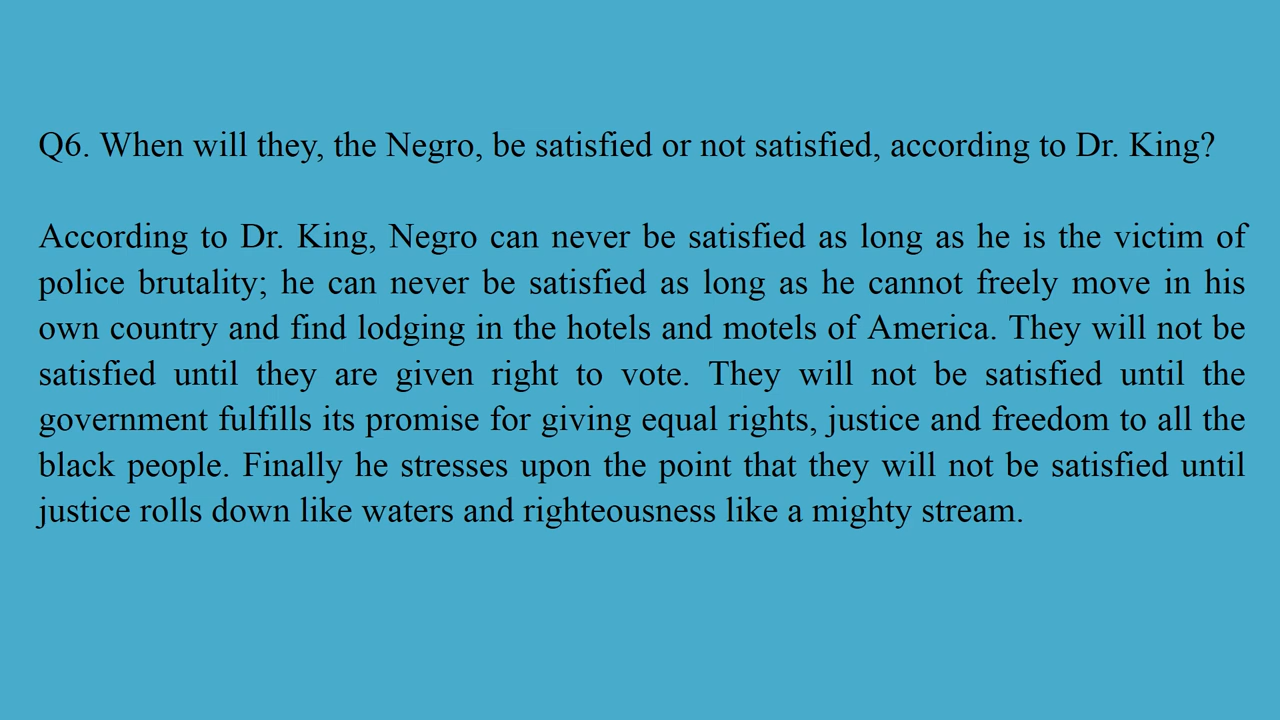 Q6. When will they, the Negro, be satisfied or not satisfied, according to Dr. King?
According to Dr. King, Negro can never be satisfied as long as he is the victim of
police brutality; he can never be satisfied as long as he cannot freely move in his
own country and find lodging in the hotels and motels of America. They will not be
satisfied until they are given right to vote. They will not be satisfied until the
government fulfills its promise for giving equal rights, justice and freedom to all the
black people. Finally he stresses upon the point that they will not be satisfied until
justice rolls down like waters and righteousness like a mighty stream.